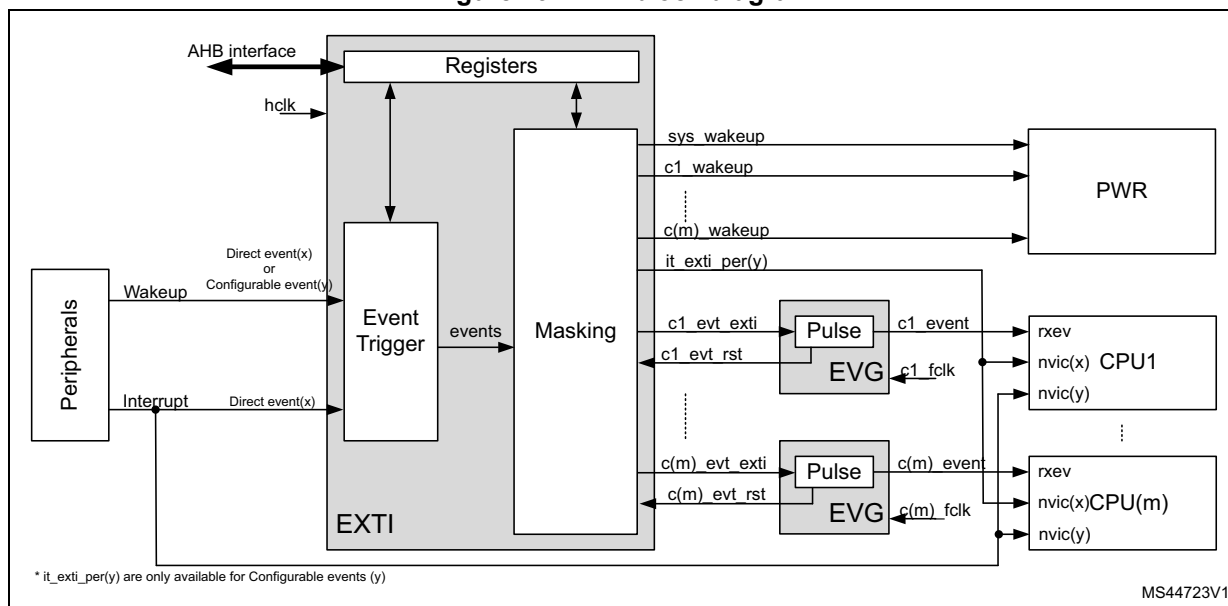 AHB interface
Registers
hclk
sys_wakeup
c1_wakeup
PWR
c(m)_wakeup
it_exti_per(y)
Direct event(x)
or
Configurable event(y)
Wakeup
Peripherals
Event
Trigger
events
Masking
c1_evt_exti
Pulse
c1_event
rxev
c1_evt_rst
EVG
c1_fclk
nvic(x)
CPU1
nvic(y)
Interrupt
Direct event(x)
c(m)_evt_exti
Pulse
c(m)_event
rxev
c(m)_evt_rst
EVG
c(m)_fclk
nvic(x)
CPU(m)
nvic(y)
EXTI
* it_exti_per(y) are only available for Configurable events (y)
MS44723V1